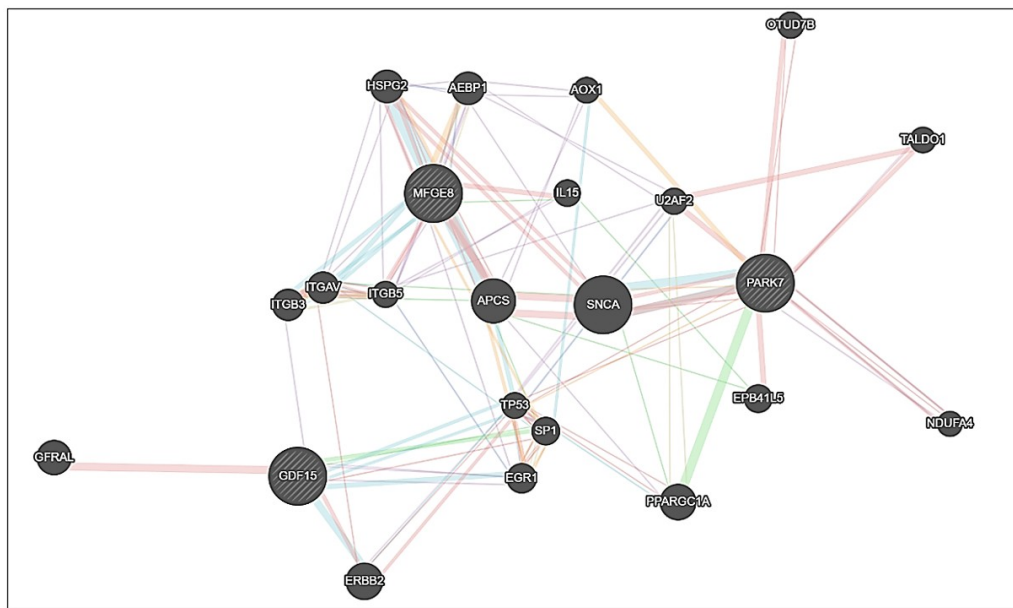 OTUD7B
HSPG2
AEBP1
AOX1
TALDO1
MFGE8
IL15
U2AF2
PARK7
ITGAV
ITGB3
ITGB5
APCS
SNCA
EPB41L5
TP53
NDUFA4
SP1
GFRAL
GDF15
EGR1
PPARGC1A
ERBB2